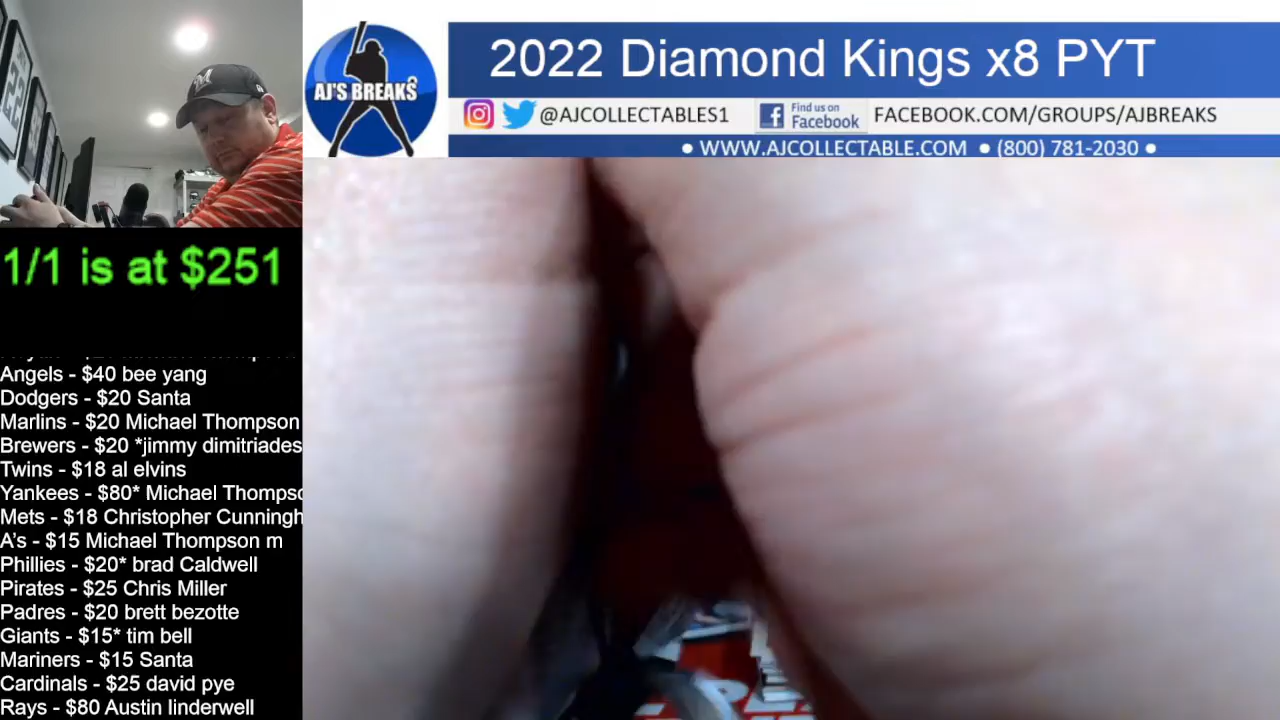 AJ'S BREAKS
2022 Diamond Kings x8 PYT
@AJCOLLECTABLES1
Find us on
Facebook
FACEBOOK.COM/GROUPS/AJBREAKS
• WWW.AJCOLLECTABLE.COM • (800) 781-2030 •
1/1 is at $251
Angels - $40 bee yang
Dodgers - $20 Santa
Marlins - $20 Michael Thompson
Brewers - $20 *jimmy dimitriades
Twins - $18 al elvins
Yankees - $80* Michael Thompso
Mets - $18 Christopher Cunningh
A's - $15 Michael Thompson m
Phillies - $20* brad Caldwell
Pirates - $25 Chris Miller
Padres - $20 brett bezotte
Giants - $15* tim bell
Mariners - $15 Santa
Cardinals - $25 david pye
Rays - $80 Austin linderwell